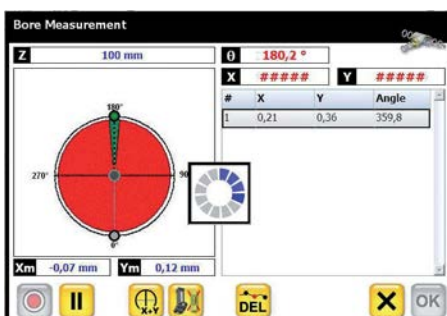 Bore Measurement
Z 100 mm θ 180,2 °
X ##### Y #####
# X Y Angle
1 0,21 0,36 359,8
180°
270° 90
0°
Xm -0,07 mm Ym 0,12 mm
X+Y DEL OK